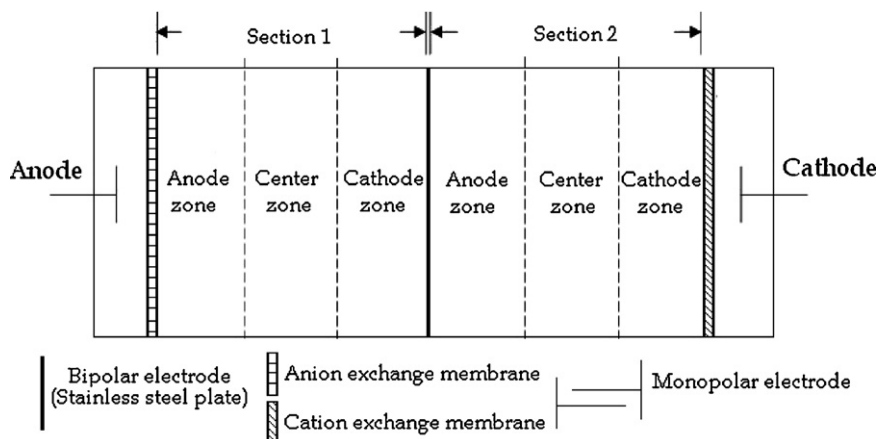 Section 1
Section 2
Anode
Anode
zone
Center
zone
Cathode
zone
Anode
zone
Center
zone
Cathode
zone
Cathode
Bipolar electrode
(Stainless steel plate)
Anion exchange membrane
Cation exchange membrane
Monopolar electrode